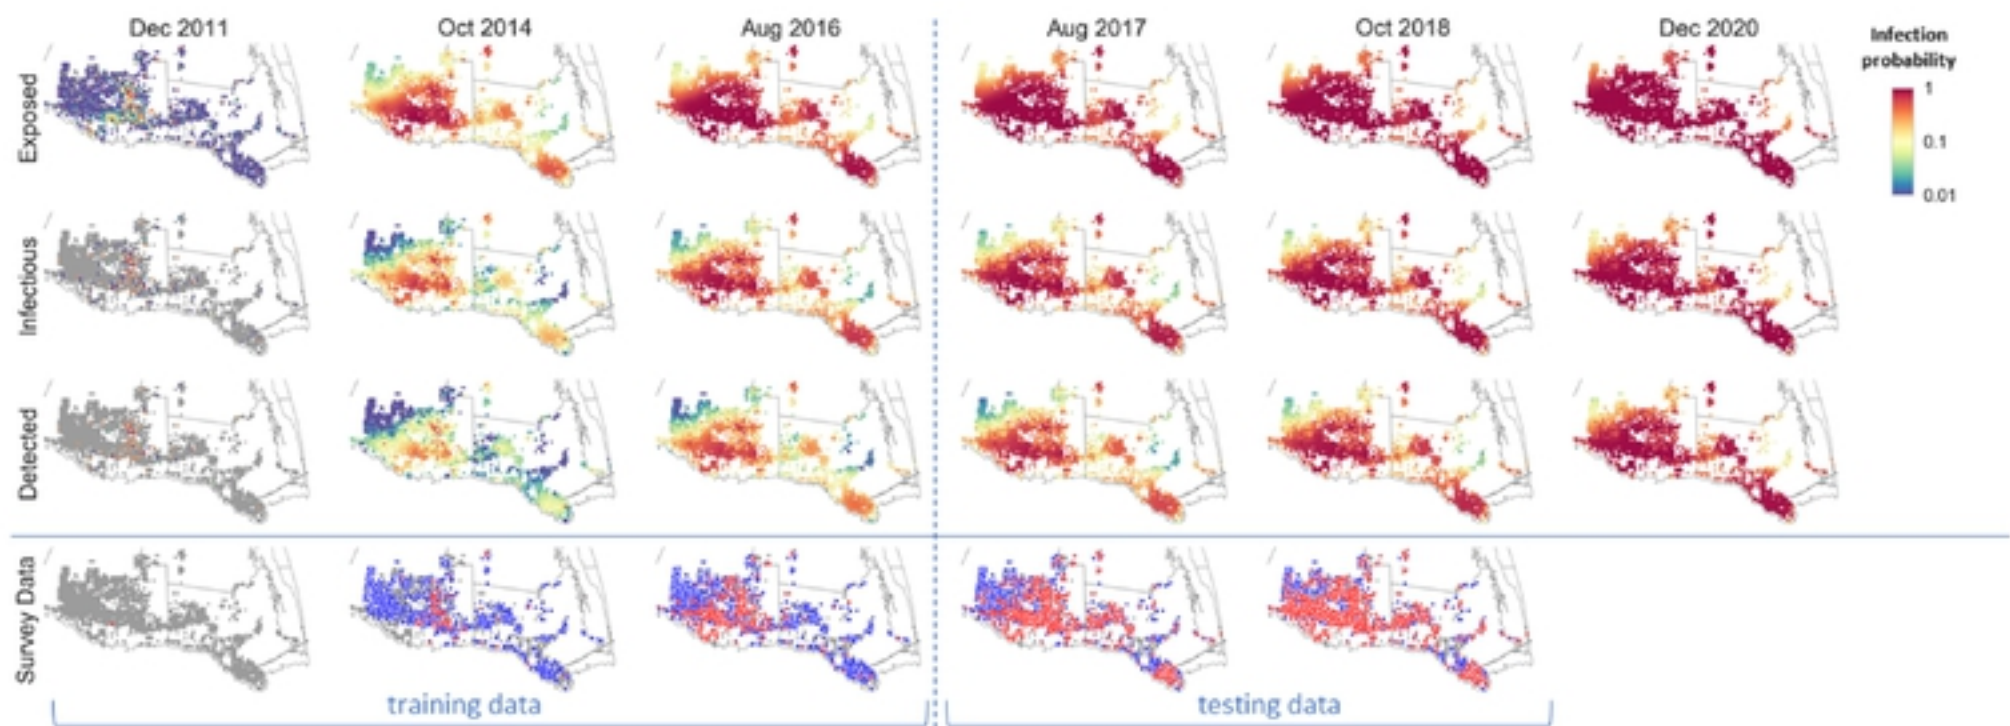 Dec 2011
Oct 2014
Aug 2016
Aug 2017
Oct 2018
Dec 2020
Infection
probability
1
0.1
0.01
Exposed
Infectious
Detected
Survey Data
training data
testing data